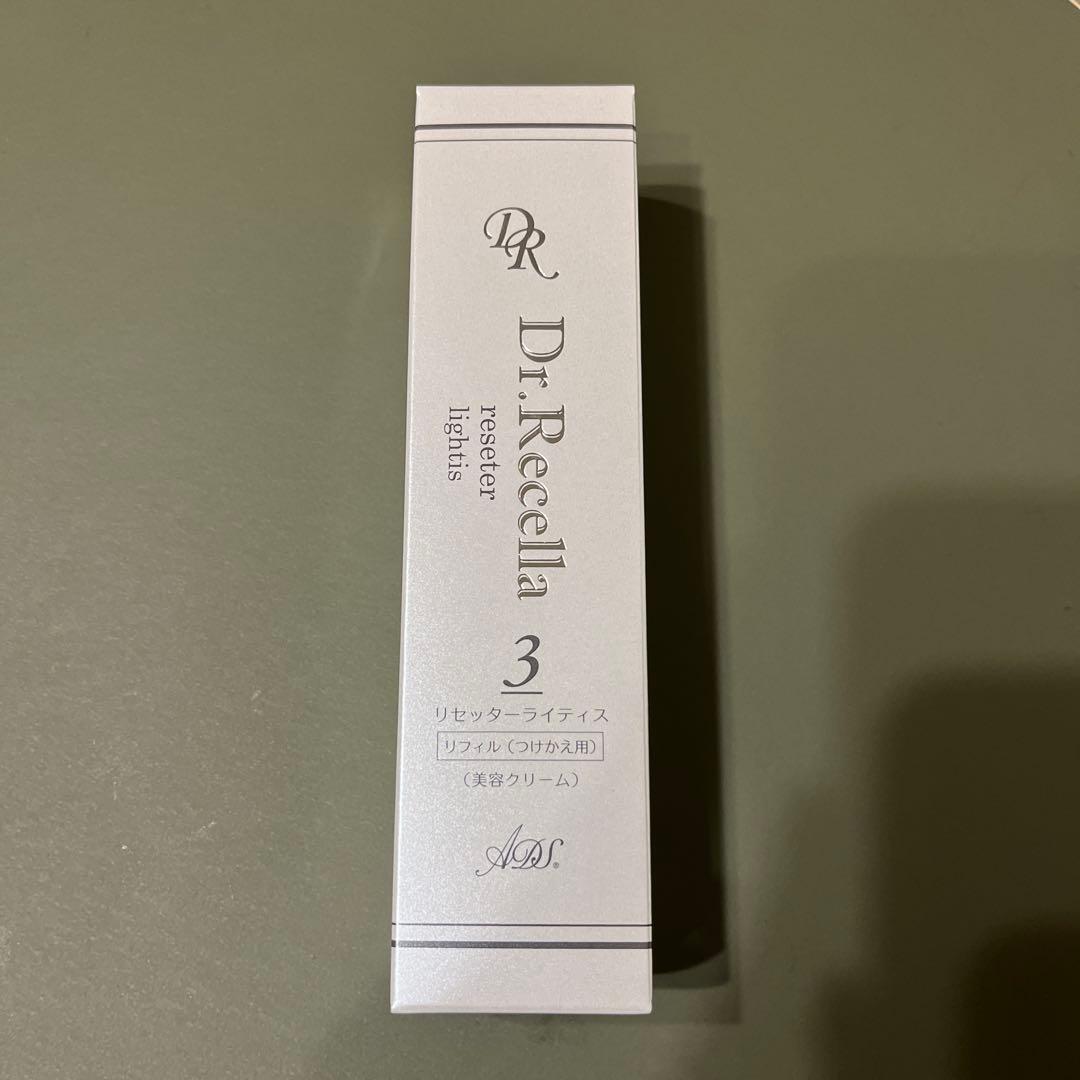 DR
Dr.Recella
reseter
lightis
3
リセッターライティス
リフィル（つけかえ用）
（美容クリーム）
ADS®